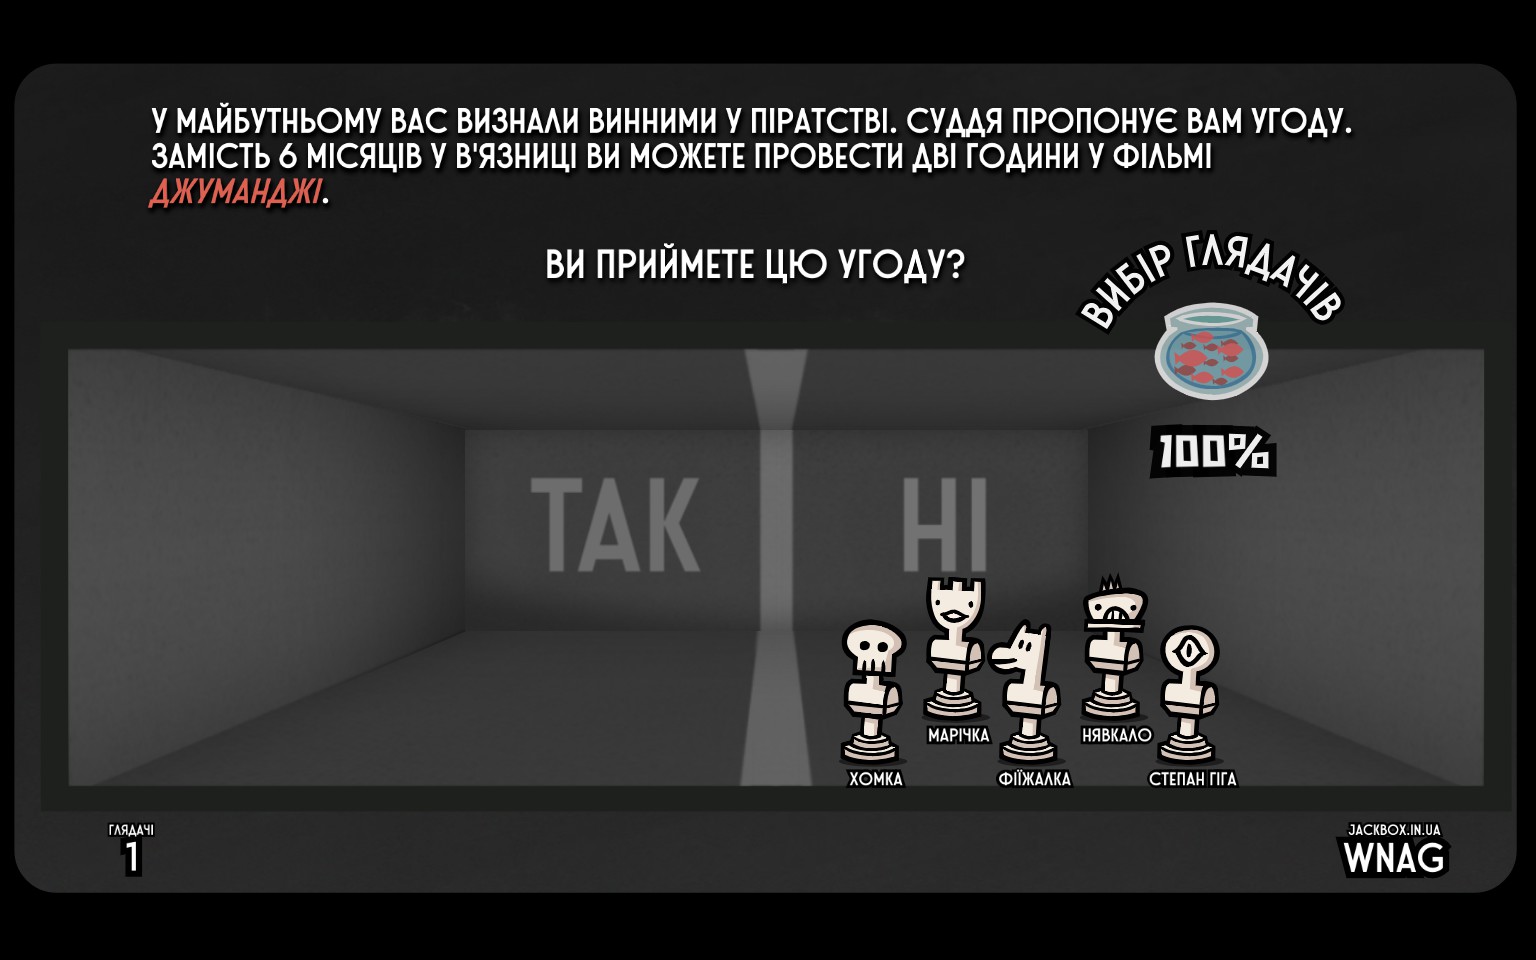 У МАЙБУТНЬОМУ ВАС ВИЗНАЛИ ВИННИМИ У ПІРАТСТВІ. СУДДЯ ПРОПОНУЄ ВАМ УГОДУ.
ЗАМІСТЬ 6 МІСЯЦІВ У В'ЯЗНИЦІ ВИ МОЖЕТЕ ПРОВЕСТИ ДВІ ГОДИНИ У ФІЛЬМІ
ДЖУМАНДЖІ.
ВИ ПРИЙМЕТЕ ЦЮ УГОДУ?
ВИБІР ГЛЯДАЧІВ
100%
ТАК
НІ
МАРІЧКА
НЯВКАЛО
ХОМКА
ФІЇЖАЛКА
СТЕПАН ГІГА
ГЛЯДАЧІ
1
JACKBOX.IN.UA
WNAG